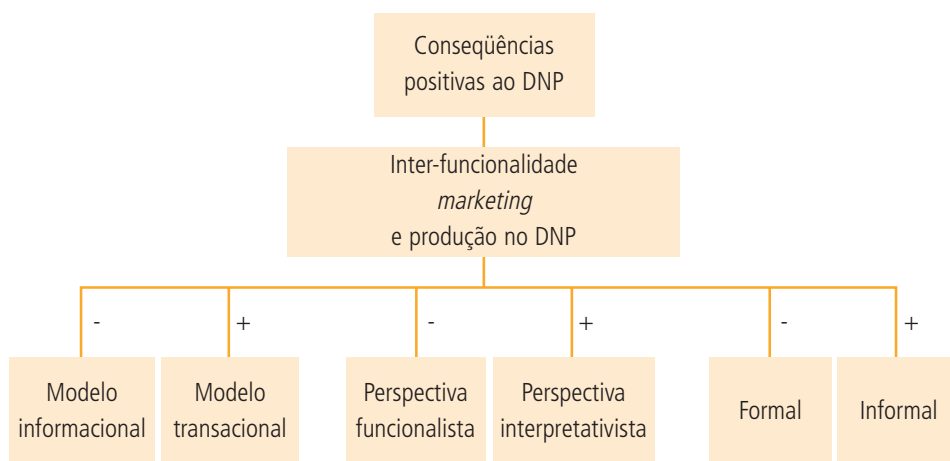 Conseqüências
positivas ao DNP
Inter-funcionalidade
marketing
e produção no DNP
- + - + - +
Modelo
informacional
Modelo
transacional
Perspectiva
funcionalista
Perspectiva
interpretativista
Formal
Informal